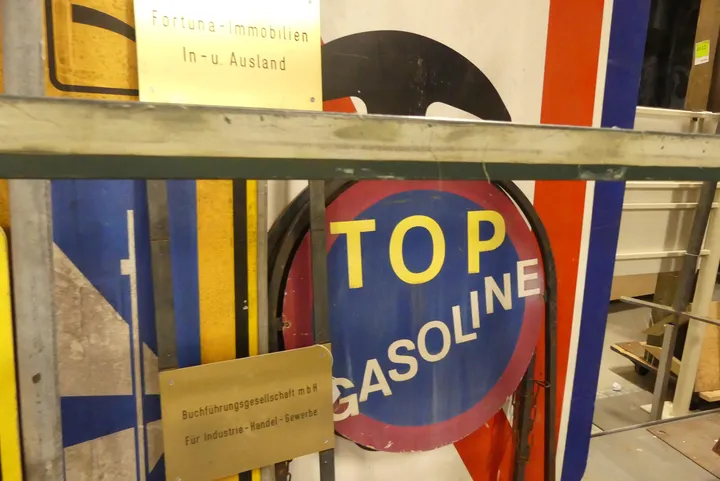 Fortuna-Immobilien
In-u. Ausland
TOP
GASOLINE
Buchführungsgesellschaft mbH
Für Industrie-Handel-Gewerbe